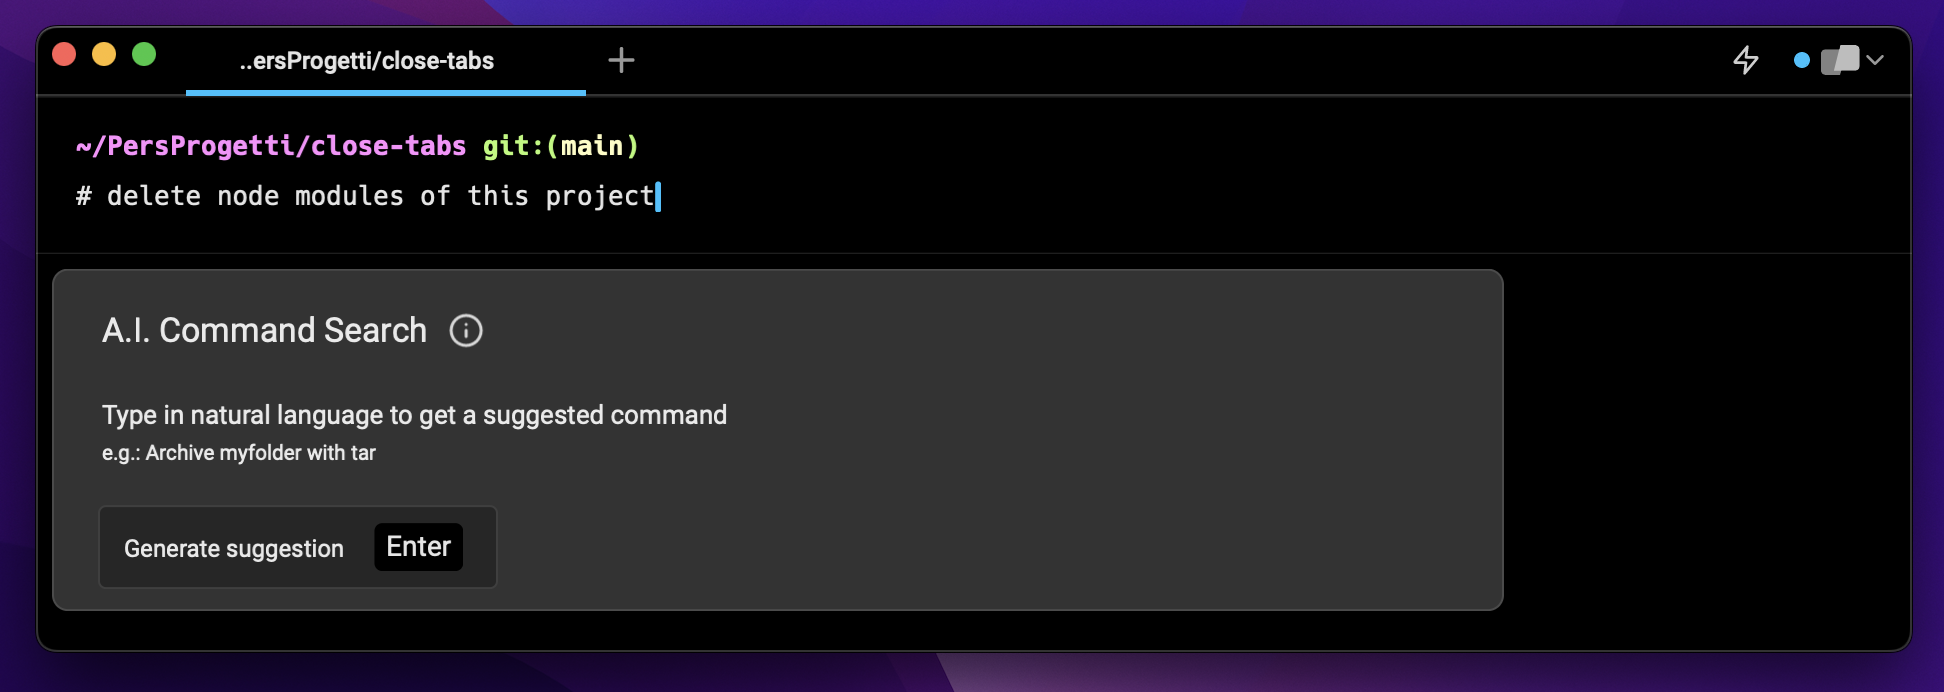 ..ersProgetti/close-tabs
~/PersProgetti/close-tabs git:(main)
# delete node modules of this project
A.I. Command Search
Type in natural language to get a suggested command
e.g.: Archive myfolder with tar
Generate suggestion Enter